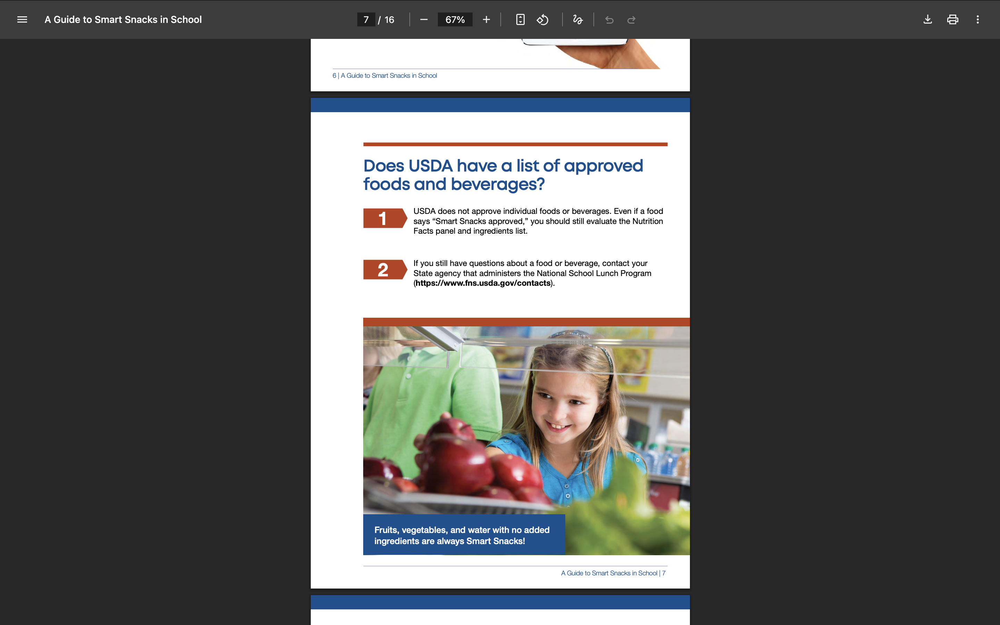 A Guide to Smart Snacks in School
7 / 16
67%
6 | A Guide to Smart Snacks in School
Does USDA have a list of approved
foods and beverages?
1
USDA does not approve individual foods or beverages. Even if a food
says “Smart Snacks approved,” you should still evaluate the Nutrition
Facts panel and ingredients list.
2
If you still have questions about a food or beverage, contact your
State agency that administers the National School Lunch Program
(https://www.fns.usda.gov/contacts).
Fruits, vegetables, and water with no added
ingredients are always Smart Snacks!
A Guide to Smart Snacks in School | 7